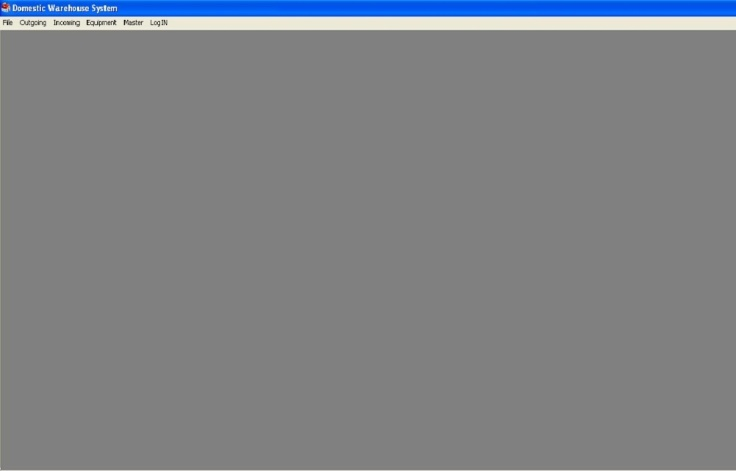 Domestic Warehouse System
File Outgoing Incoming Equipment Master LogIN